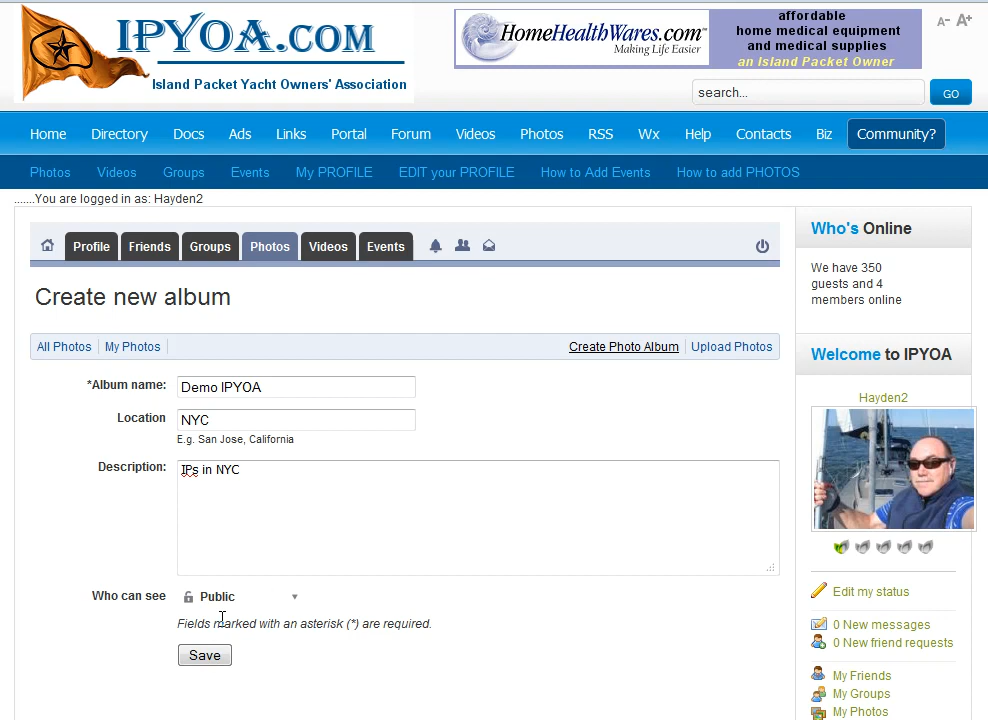 IPYOA.COM
Island Packet Yacht Owners' Association
HomeHealthWares.com™
Making Life Easier
affordable
home medical equipment
and medical supplies
an Island Packet Owner
A- A+
search...
GO
Home Directory Docs Ads Links Portal Forum Videos Photos RSS Wx Help Contacts Biz Community?
Photos Videos Groups Events My PROFILE EDIT your PROFILE How to Add Events How to add PHOTOS
.......You are logged in as: Hayden2
Profile Friends Groups Photos Videos Events
Create new album
All Photos My Photos Create Photo Album Upload Photos
*Album name: Demo IPYOA
Location NYC
E.g. San Jose, California
Description: IPs in NYC
Who can see Public
Fields marked with an asterisk (*) are required.
Save
Who's Online
We have 350
guests and 4
members online
Welcome to IPYOA
Hayden2
Edit my status
0 New messages
0 New friend requests
My Friends
My Groups
My Photos